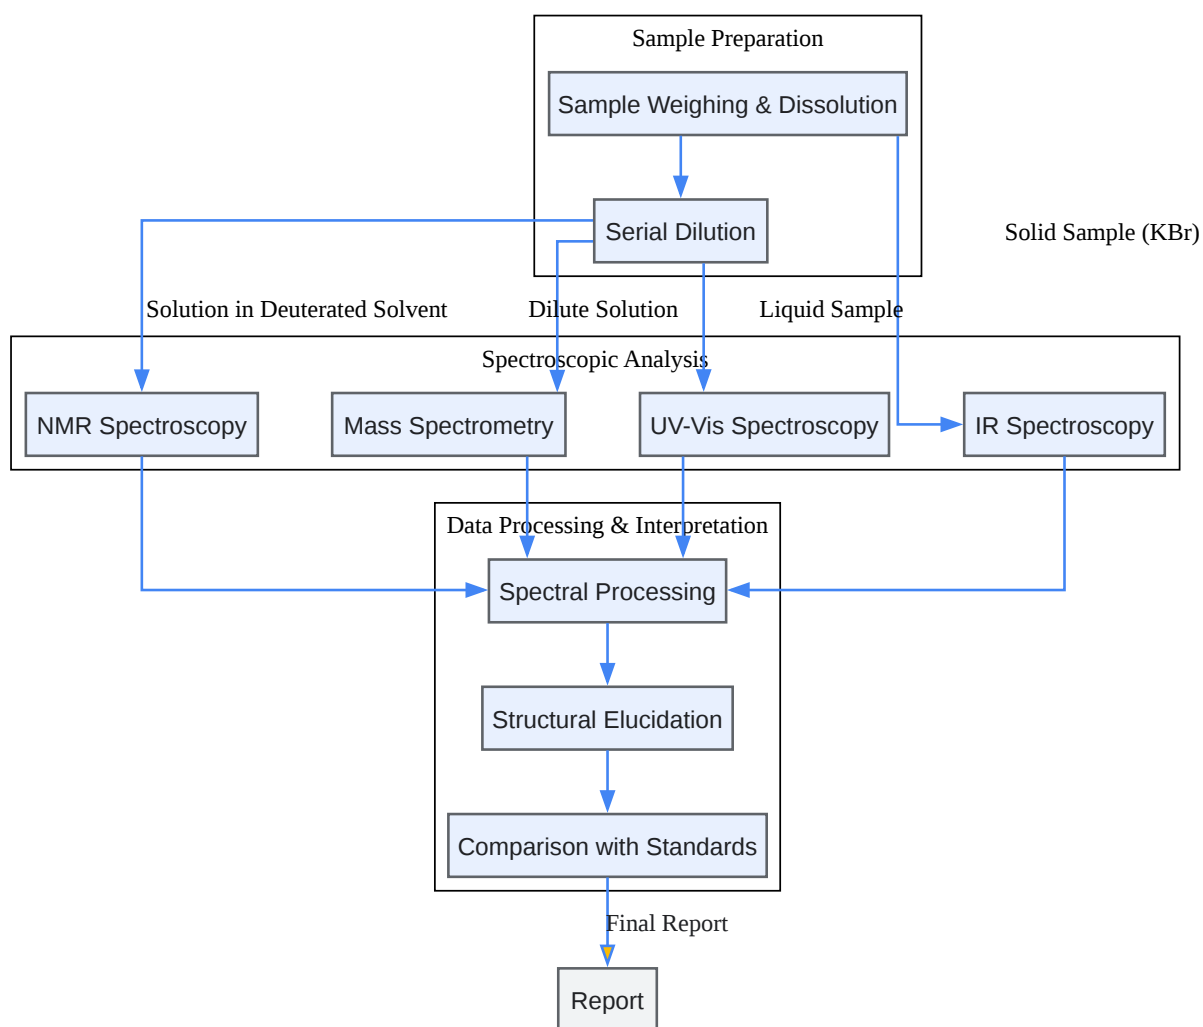 Sample Preparation
Sample Weighing & Dissolution
Serial Dilution
Solid Sample (KBr)
Solution in Deuterated Solvent
Dilute Solution
Liquid Sample
Spectroscopic Analysis
NMR Spectroscopy
Mass Spectrometry
UV-Vis Spectroscopy
IR Spectroscopy
Data Processing & Interpretation
Spectral Processing
Structural Elucidation
Comparison with Standards
Final Report
Report